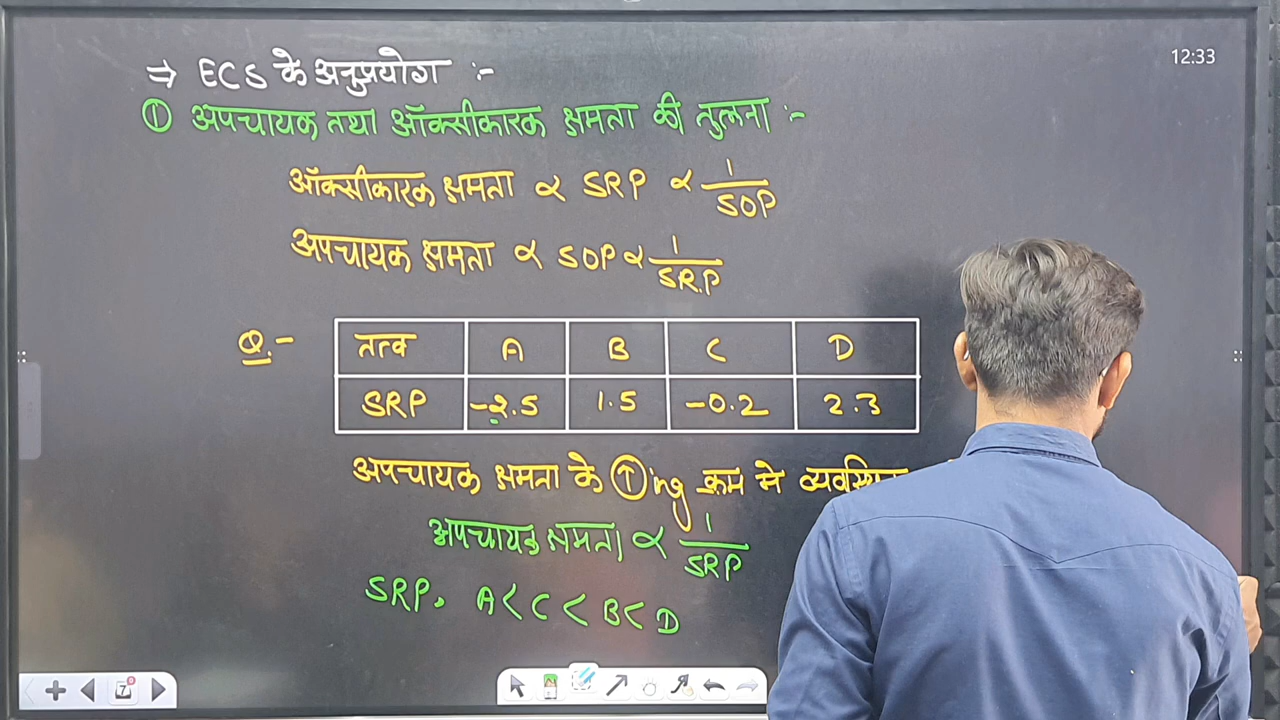 12:33
⇒ ECS के अनुप्रयोग :-
① अपचायक तथा ऑक्सीकारक क्षमता की तुलना :-
ऑक्सीकारक क्षमता ∝ SRP ∝ 1/SOP
अपचायक क्षमता ∝ SOP ∝ 1/S.R.P
Q.-
तत्व A B C D
SRP -2.5 1.5 -0.2 2.3
अपचायक क्षमता के ↑ing क्रम मे
अपचायक क्षमता ∝ 1/SRP
SRP, A < C < B < D
7